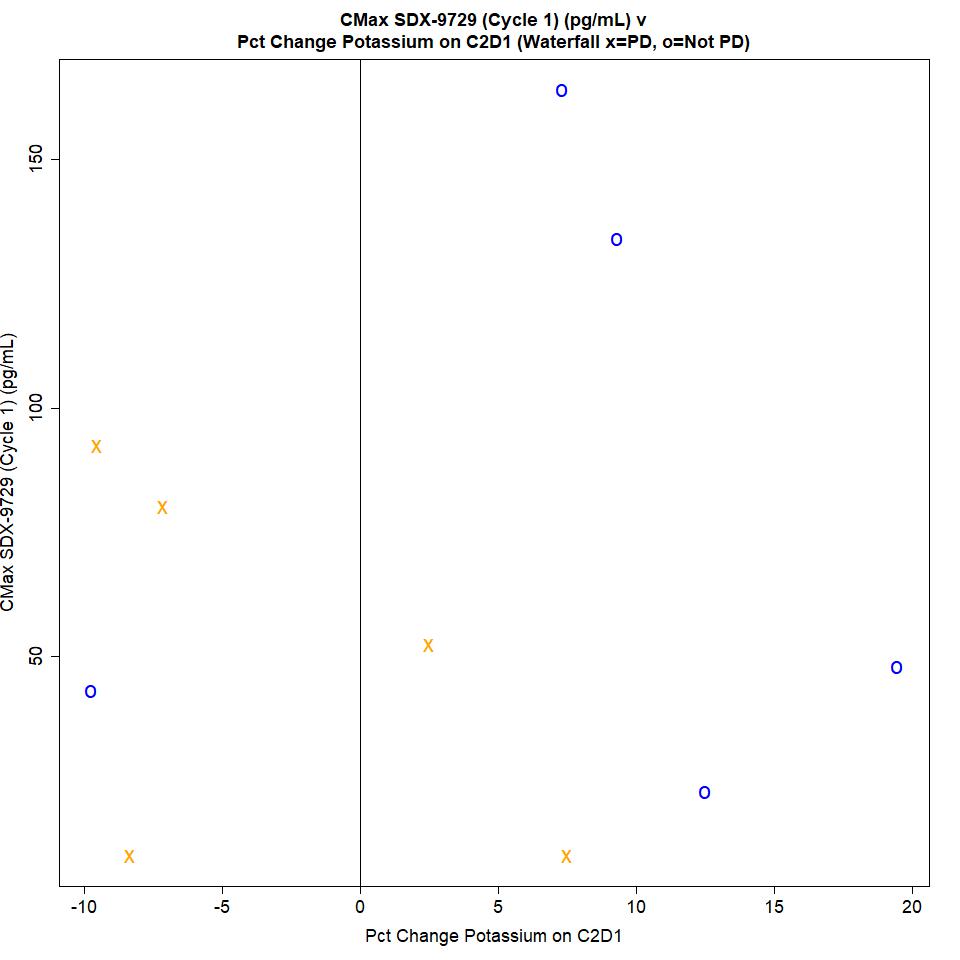 CMax SDX-9729 (Cycle 1) (pg/mL) v
Pct Change Potassium on C2D1 (Waterfall x=PD, o=Not PD)
CMax SDX-9729 (Cycle 1) (pg/mL)
150
100
50
O
O
X
X
X
O
O
O
X
X
-10
-5
0
5
10
15
20
Pct Change Potassium on C2D1